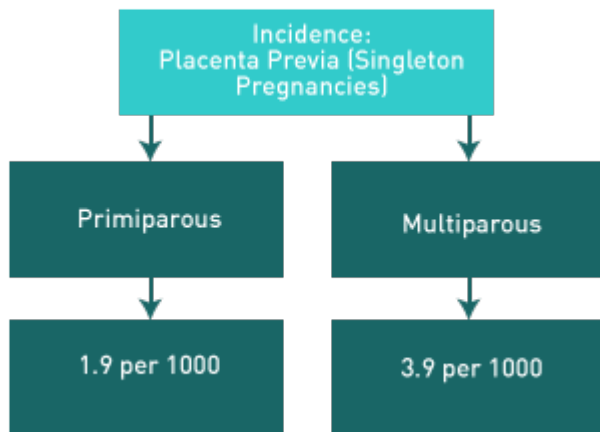 Incidence:
Placenta Previa (Singleton
Pregnancies)
Primiparous
Multiparous
1.9 per 1000
3.9 per 1000